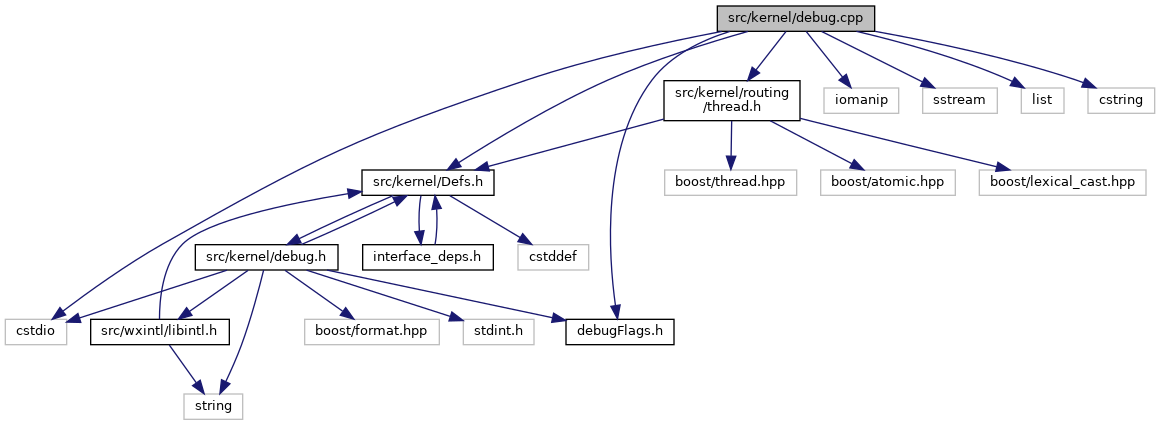 src/kernel/debug.cpp
src/kernel/routing
/thread.h
iomanip
sstream
list
cstring
src/kernel/Defs.h
boost/thread.hpp
boost/atomic.hpp
boost/lexical_cast.hpp
src/kernel/debug.h
interface_deps.h
cstddef
cstdio
src/wxintl/libintl.h
boost/format.hpp
stdint.h
debugFlags.h
string